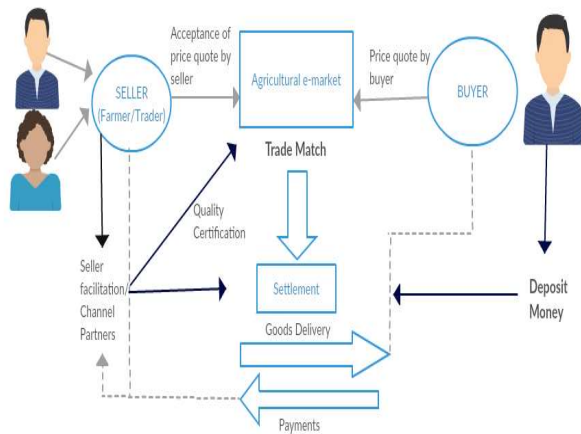 Acceptance of
price quote by
seller
SELLER
(Farmer/Trader)
Agricultural e-market
Price quote by
buyer
BUYER
Trade Match
Quality
Certification
Seller
facilitation/
Channel
Partners
Settlement
Deposit
Money
Goods Delivery
Payments